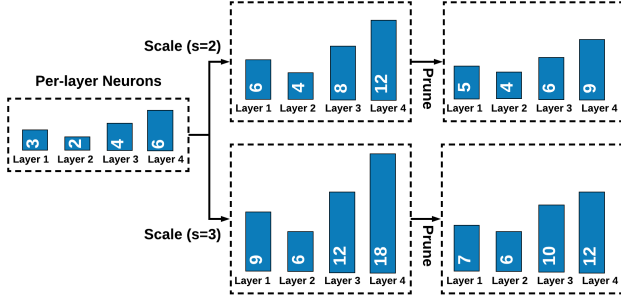 Per-layer Neurons
3 2 4 6
Layer 1 Layer 2 Layer 3 Layer 4
Scale (s=2)
6 4 8 12
Layer 1 Layer 2 Layer 3 Layer 4
Prune
5 4 6 9
Layer 1 Layer 2 Layer 3 Layer 4
Scale (s=3)
9 6 12 18
Layer 1 Layer 2 Layer 3 Layer 4
Prune
7 6 10 12
Layer 1 Layer 2 Layer 3 Layer 4